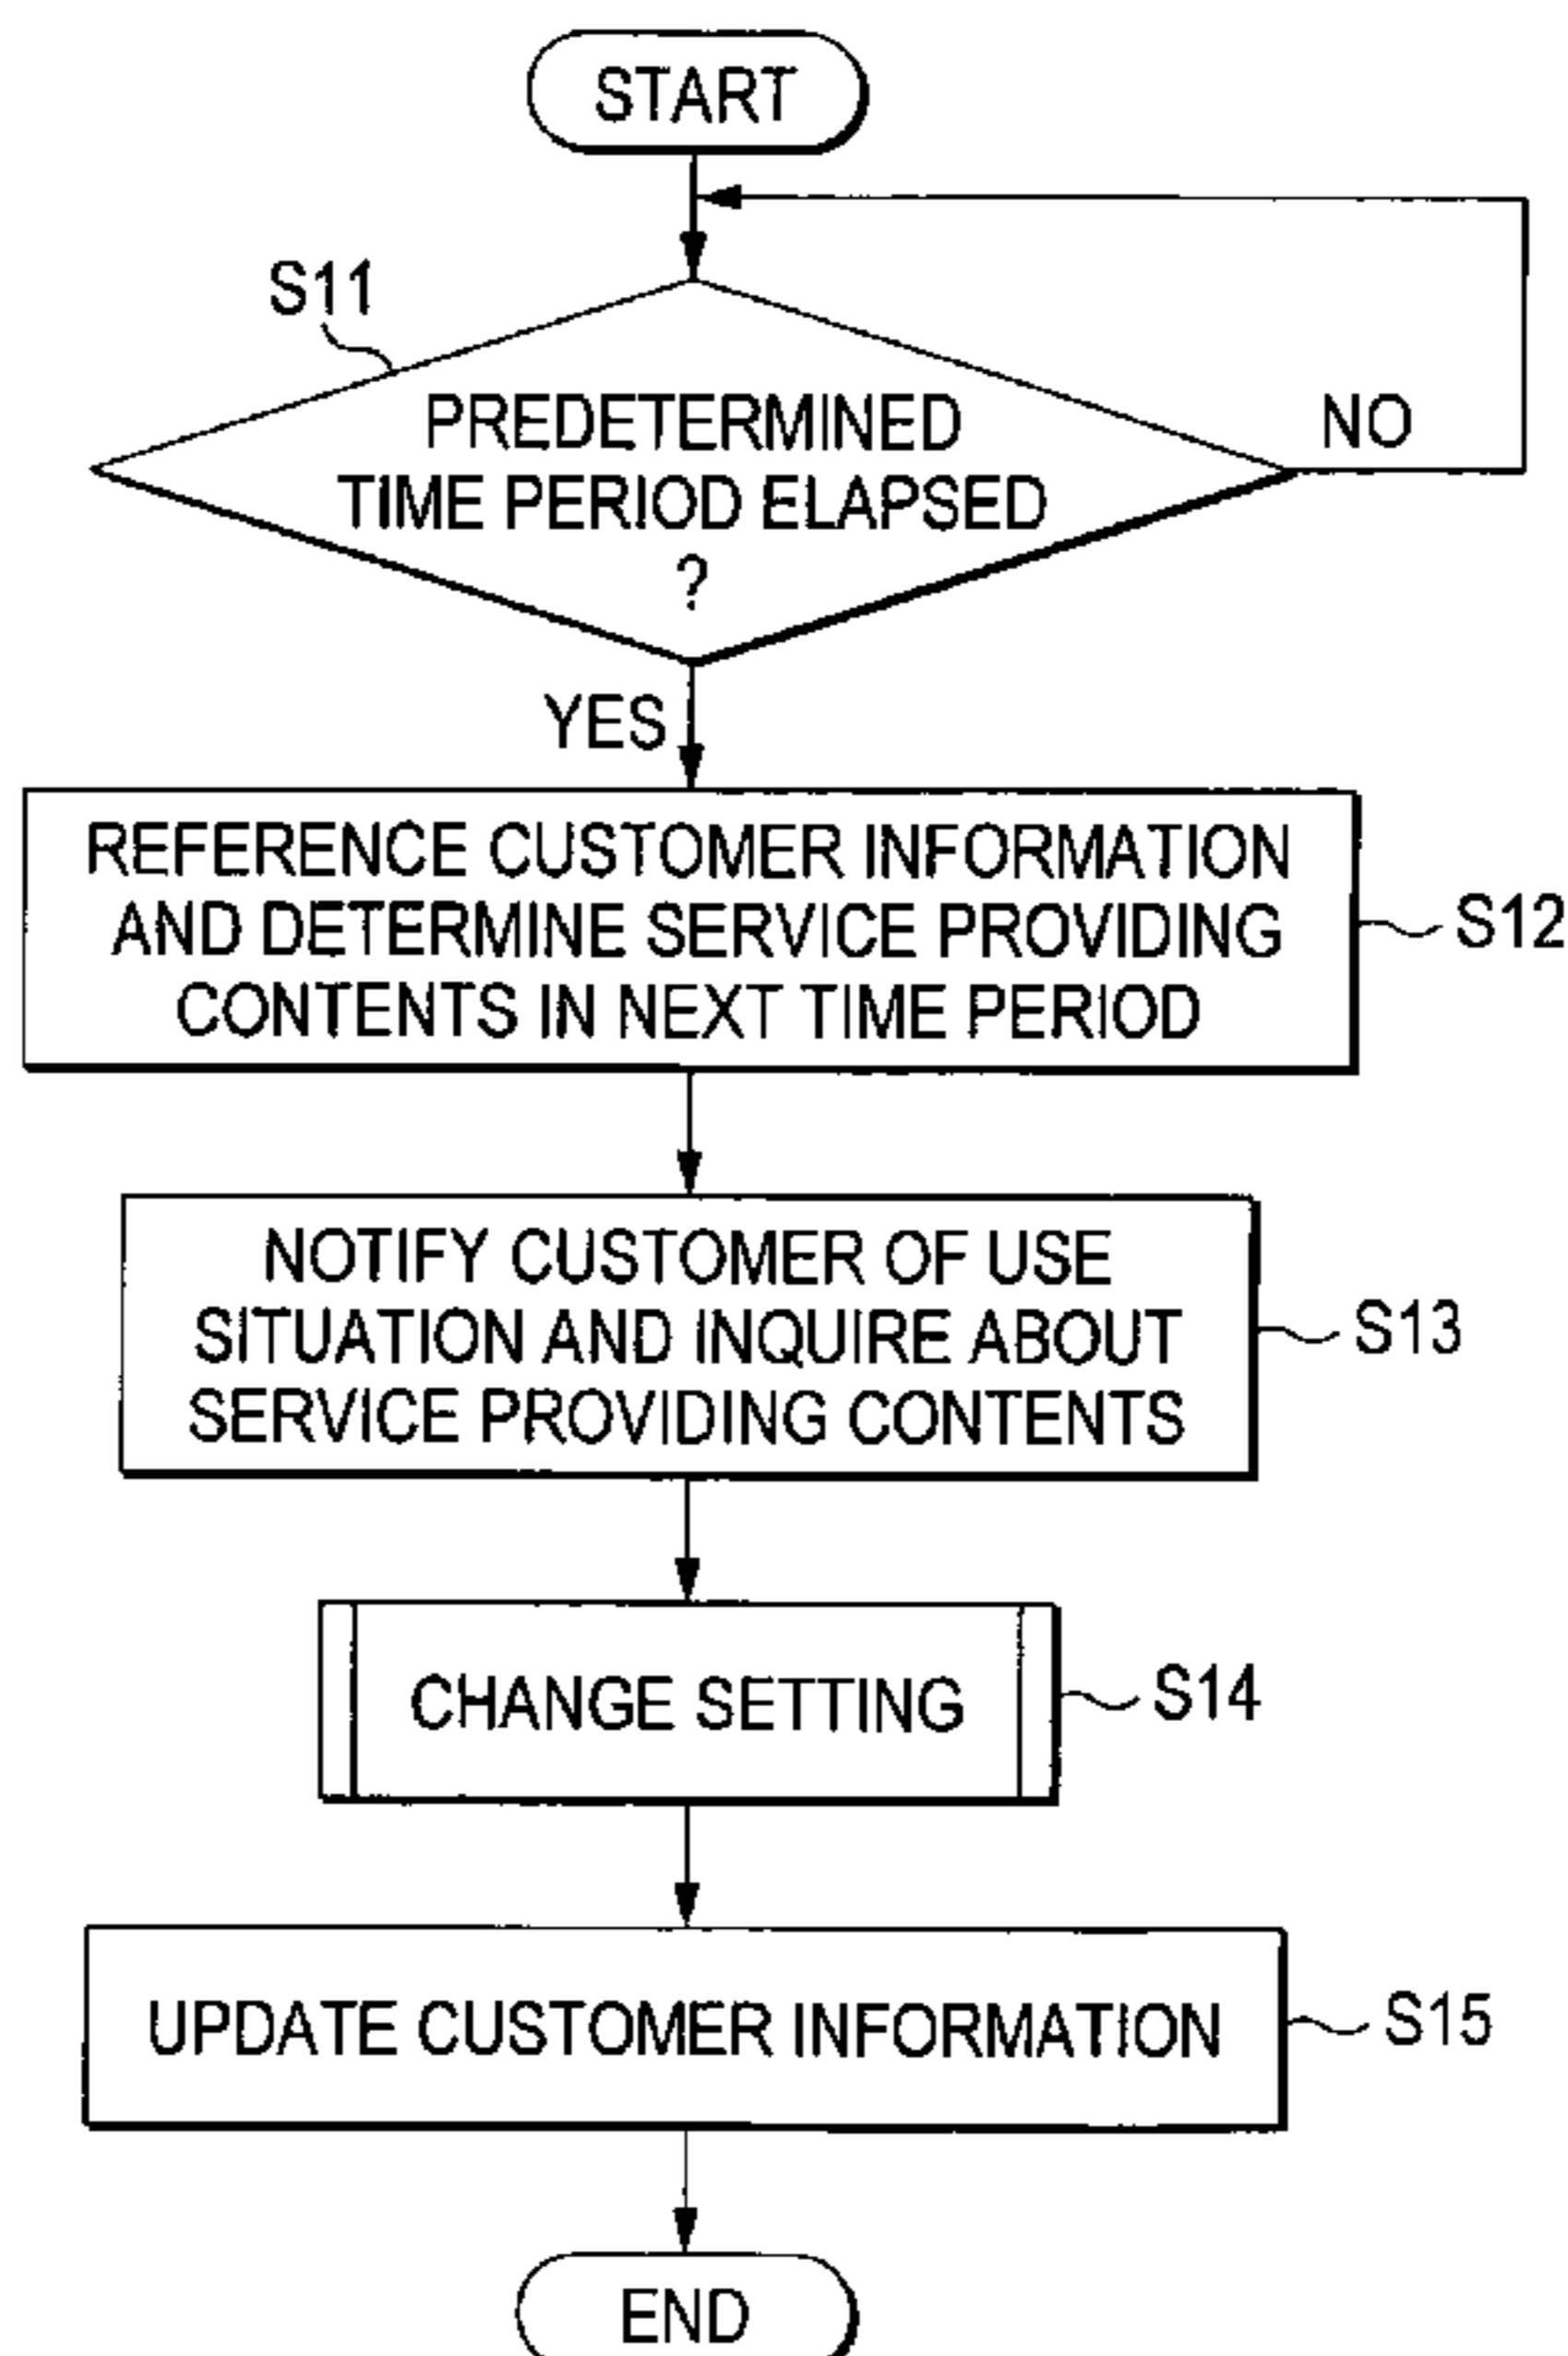 START
S11
PREDETERMINED
TIME PERIOD ELAPSED
?
NO
YES
REFERENCE CUSTOMER INFORMATION
AND DETERMINE SERVICE PROVIDING
CONTENTS IN NEXT TIME PERIOD
S12
NOTIFY CUSTOMER OF USE
SITUATION AND INQUIRE ABOUT
SERVICE PROVIDING CONTENTS
S13
CHANGE SETTING
S14
UPDATE CUSTOMER INFORMATION
S15
END